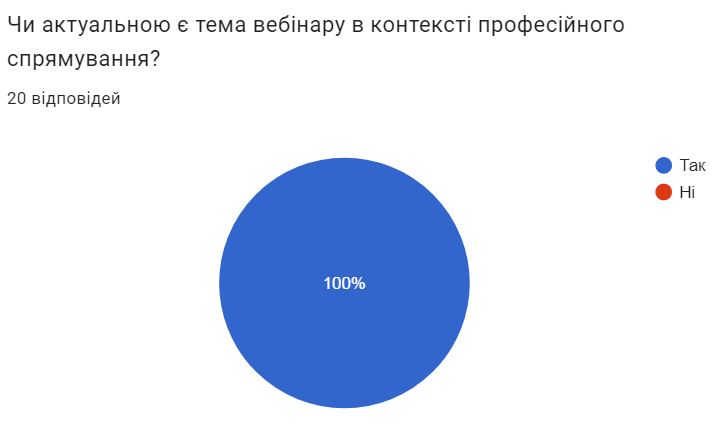 Чи актуальною є тема вебінару в контексті професійного
спрямування?
20 відповідей
Так
Ні
100%